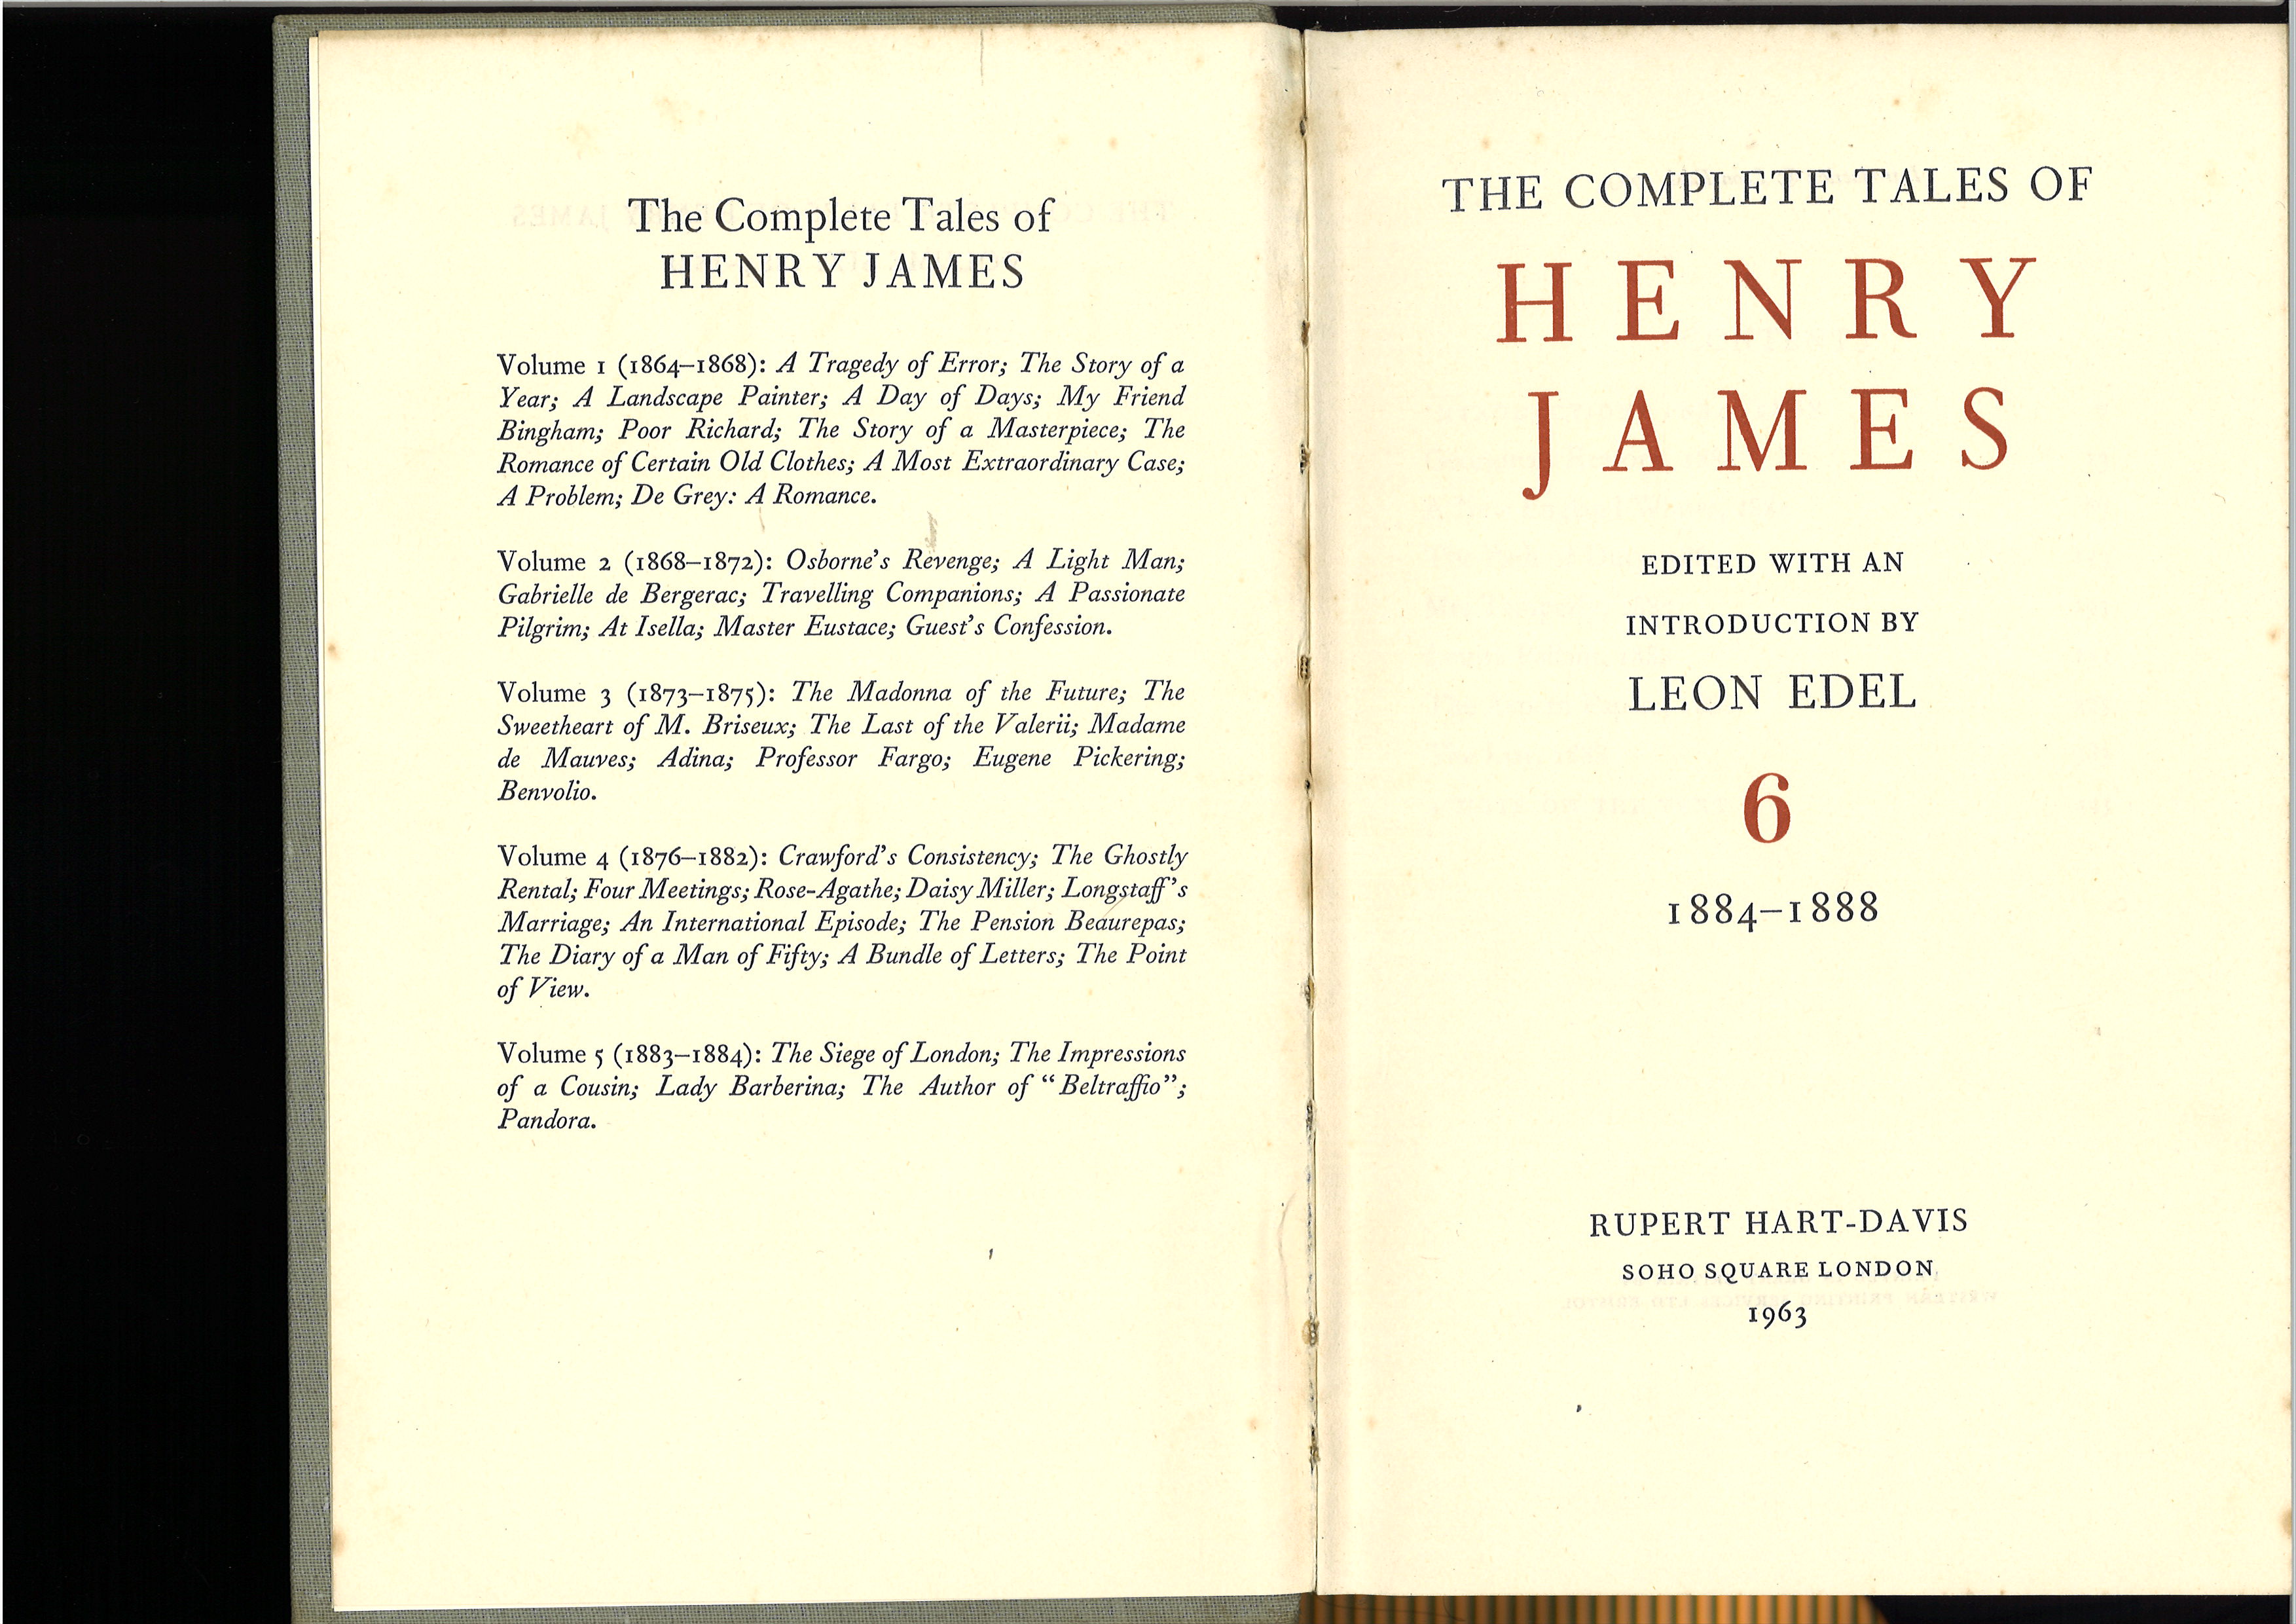 The Complete Tales of
HENRY JAMES
Volume 1 (1864–1868): A Tragedy of Error; The Story of a
Year; A Landscape Painter; A Day of Days; My Friend
Bingham; Poor Richard; The Story of a Masterpiece; The
Romance of Certain Old Clothes; A Most Extraordinary Case;
A Problem; De Grey: A Romance.
Volume 2 (1868–1872): Osborne's Revenge; A Light Man;
Gabrielle de Bergerac; Travelling Companions; A Passionate
Pilgrim; At Isella; Master Eustace; Guest's Confession.
Volume 3 (1873–1875): The Madonna of the Future; The
Sweetheart of M. Briseux; The Last of the Valerii; Madame
de Mauves; Adina; Professor Fargo; Eugene Pickering;
Benvolio.
Volume 4 (1876–1882): Crawford's Consistency; The Ghostly
Rental; Four Meetings; Rose-Agathe; Daisy Miller; Longstaff's
Marriage; An International Episode; The Pension Beaurepas;
The Diary of a Man of Fifty; A Bundle of Letters; The Point
of View.
Volume 5 (1883–1884): The Siege of London; The Impressions
of a Cousin; Lady Barberina; The Author of "Beltraffio";
Pandora.
THE COMPLETE TALES OF
HENRY
JAMES
EDITED WITH AN
INTRODUCTION BY
LEON EDEL
6
1884–1888
RUPERT HART-DAVIS
SOHO SQUARE LONDON
1963